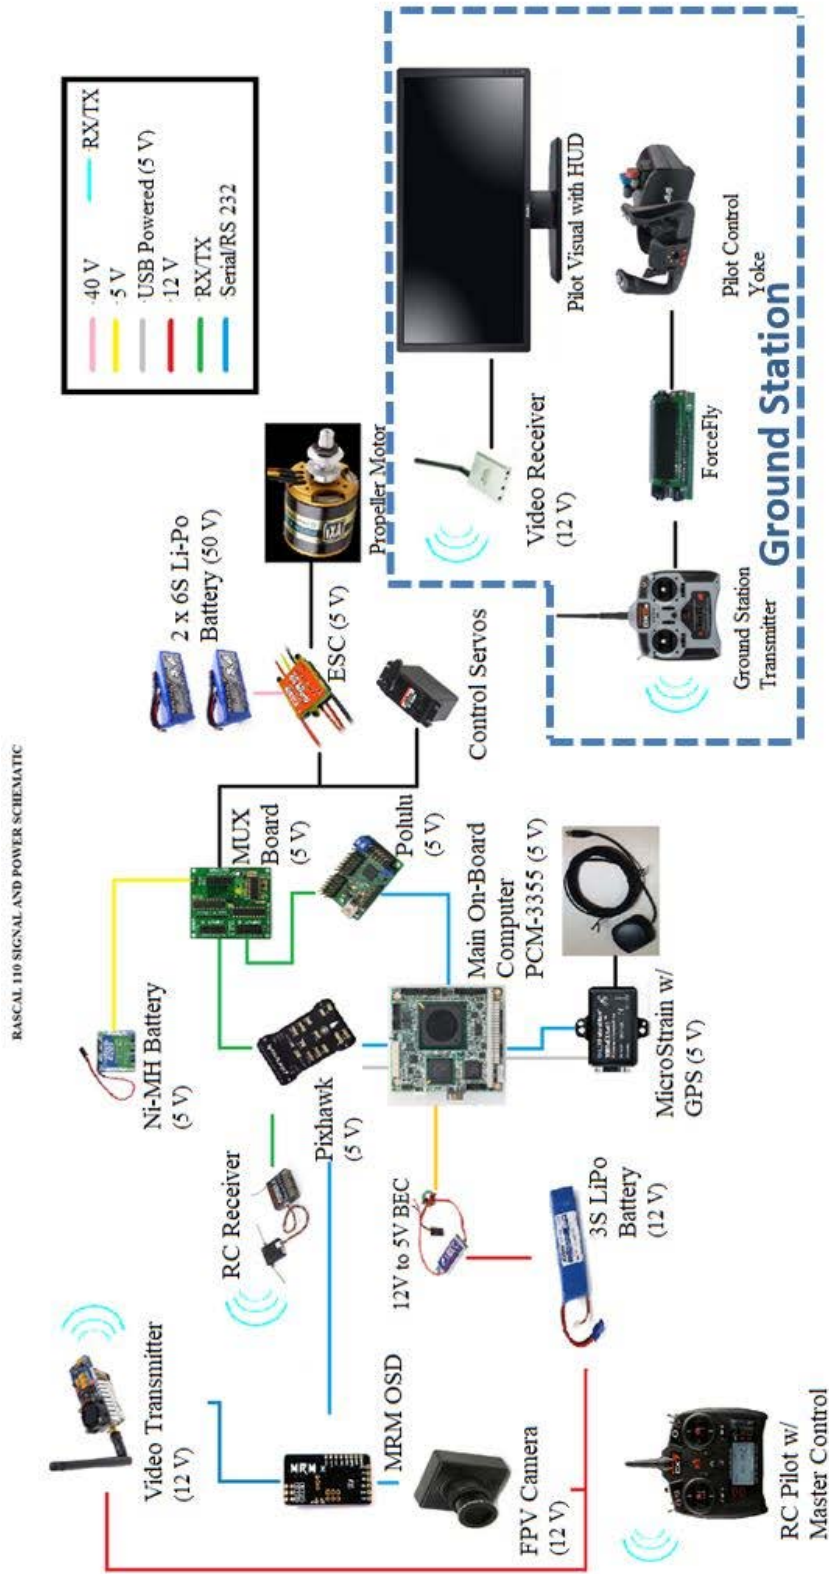 RASCAL 110 SIGNAL AND POWER SCHEMATIC
Video Transmitter
(12 V)
MRM
MRM OSD
FPV Camera
(12 V)
RC Pilot w/
Master Control
RC Receiver
12V to 5V BEC
3S LiPo
Battery
(12 V)
Ni-MH Battery
(5 V)
Pixhawk
(5 V)
MUX
Board
(5 V)
Polulu
(5 V)
Main On-Board
Computer
PCM-3355 (5 V)
MicroStrain w/
GPS (5 V)
2 x 6S Li-Po
Battery (50 V)
ESC (5 V)
Control Servos
Propeller Motor
Video Receiver
(12 V)
Pilot Visual with HUD
Ground Station
Transmitter
ForceFly
Pilot Control
Yoke
Ground Station
40 V
5 V
USB Powered (5 V)
12 V
RX/TX
Serial/RS 232
RX/TX